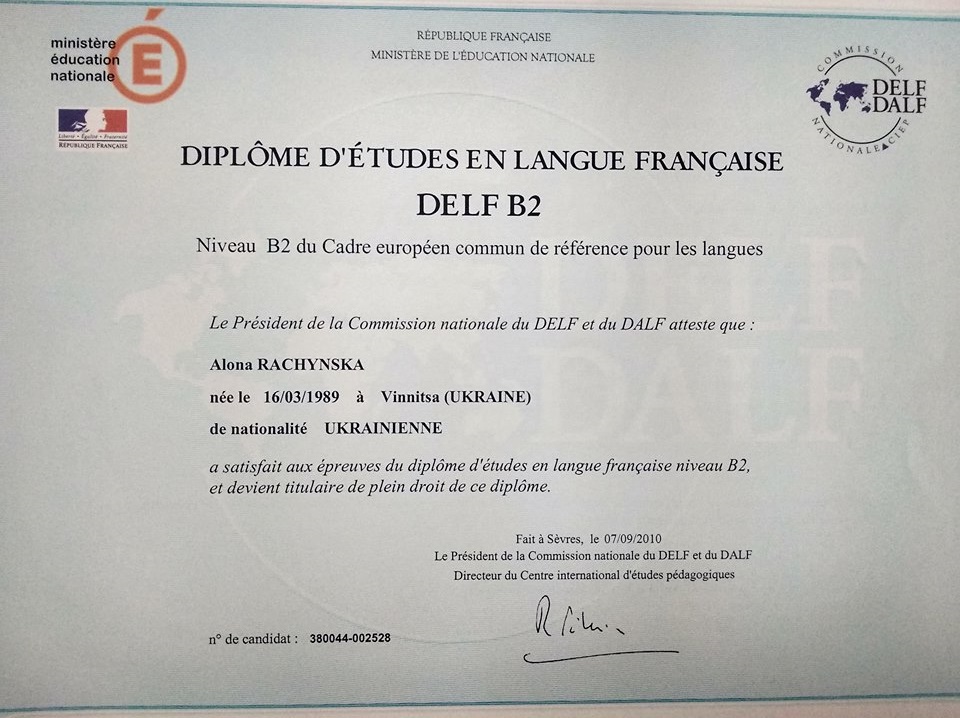 ministère
éducation
nationale
É
Liberté • Égalité • Fraternité
RÉPUBLIQUE FRANÇAISE
RÉPUBLIQUE FRANÇAISE
MINISTÈRE DE L'ÉDUCATION NATIONALE
COMMISSION
DELF
DALF
NATIONALE CIEP
DIPLÔME D'ÉTUDES EN LANGUE FRANÇAISE
DELF B2
Niveau B2 du Cadre européen commun de référence pour les langues
DELF
DALF
Le Président de la Commission nationale du DELF et du DALF atteste que :
Alona RACHYNSKA
née le 16/03/1989 à Vinnitsa (UKRAINE)
de nationalité UKRAINIENNE
a satisfait aux épreuves du diplôme d'études en langue française niveau B2,
et devient titulaire de plein droit de ce diplôme.
Fait à Sèvres, le 07/09/2010
Le Président de la Commission nationale du DELF et du DALF
Directeur du Centre international d'études pédagogiques
n° de candidat : 380044-002528